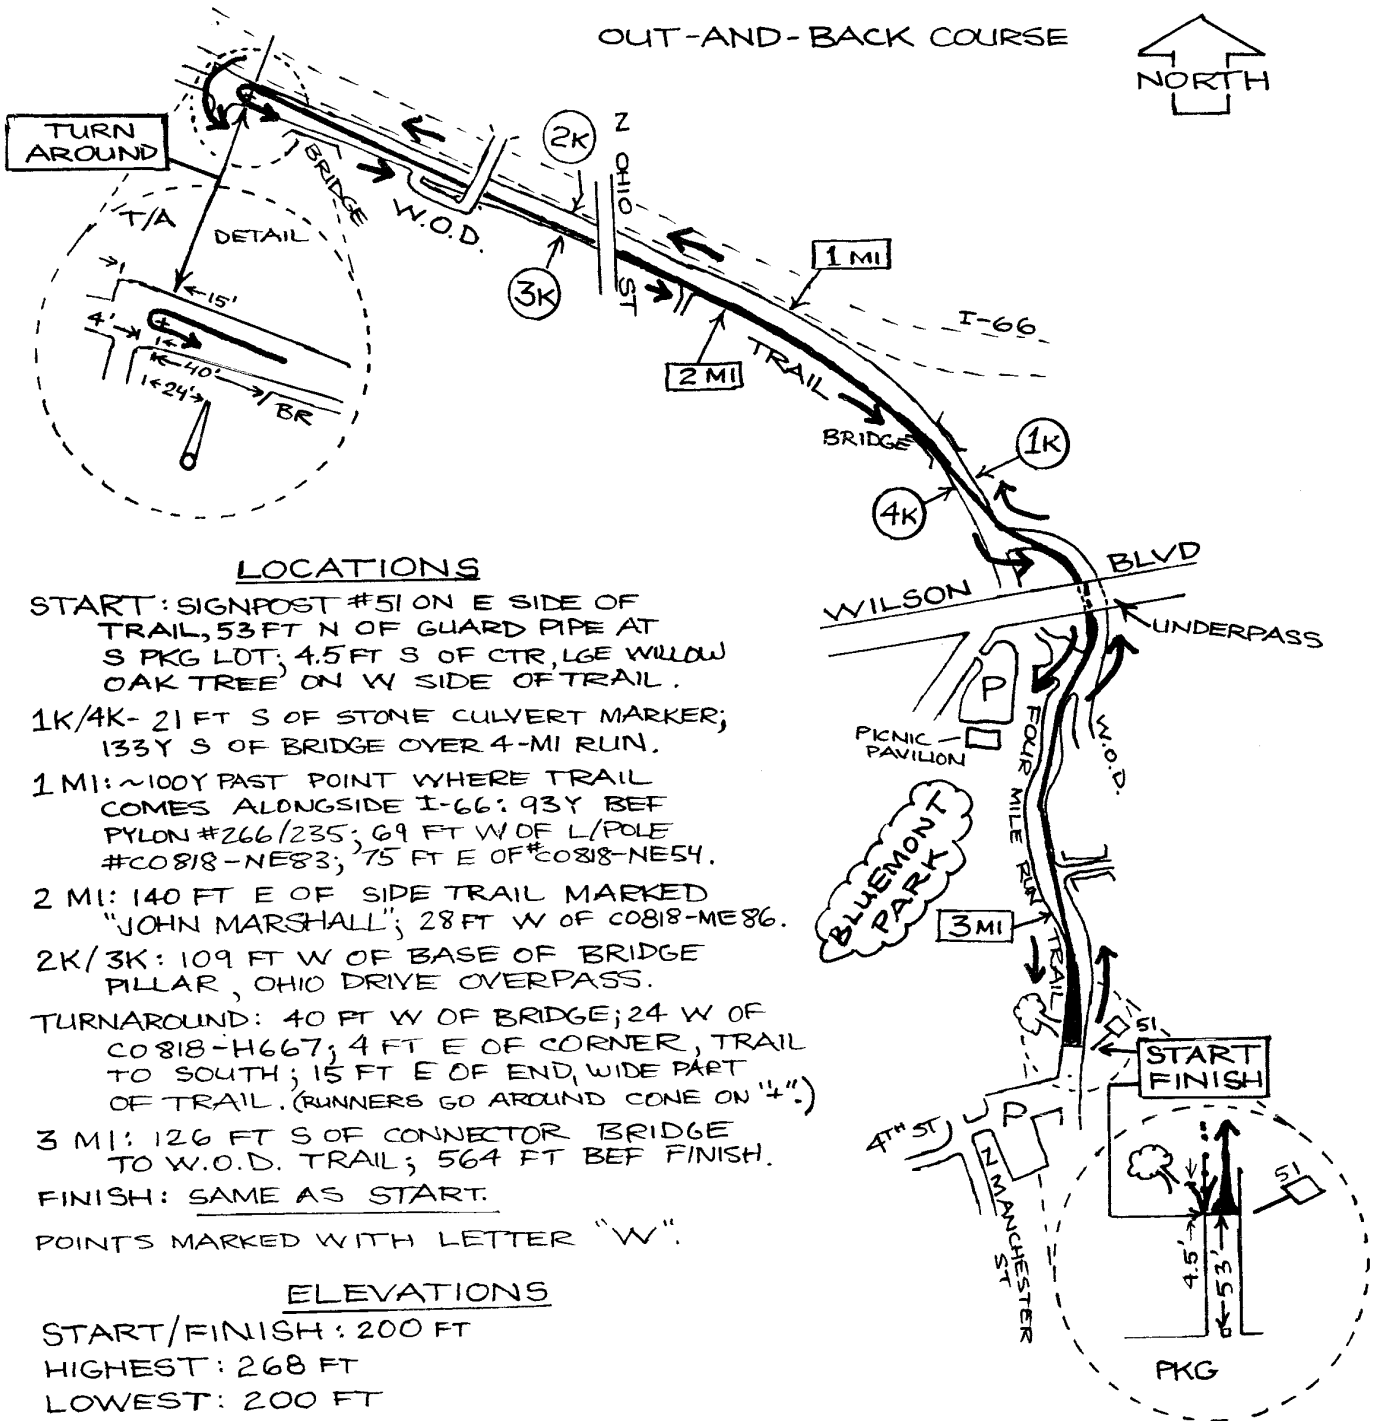 OUT-AND-BACK COURSE
NORTH
TURN
AROUND
BRIDGE
W.O.D.
2K
N OHIO
ST
3K
1 MI
I-66
2 MI
TRAIL
BRIDGE
1K
4K
T/A
DETAIL
15'
4'
40'
24'
BR
WILSON BLVD
UNDERPASS
P
PICNIC
PAVILION
W.O.D.
FOUR MILE RUN TRAIL
BLUEMONT
PARK
3 MI
51
START
FINISH
P
4TH ST
N MANCHESTER
ST
51
4.5'
53'
PKG
LOCATIONS
START: SIGNPOST #51 ON E SIDE OF
TRAIL, 53 FT N OF GUARD PIPE AT
S PKG LOT; 4.5 FT S OF CTR, LGE WILLOW
OAK TREE ON W SIDE OF TRAIL.
1K/4K- 21 FT S OF STONE CULVERT MARKER;
133Y S OF BRIDGE OVER 4-MI RUN.
1 MI: ~100Y PAST POINT WHERE TRAIL
COMES ALONGSIDE I-66: 93Y BEF
PYLON #266/235; 69 FT W OF L/POLE
#CO818-NE83; 75 FT E OF #CO818-NE54.
2 MI: 140 FT E OF SIDE TRAIL MARKED
"JOHN MARSHALL"; 28 FT W OF CO818-ME86.
2K/3K: 109 FT W OF BASE OF BRIDGE
PILLAR, OHIO DRIVE OVERPASS.
TURNAROUND: 40 FT W OF BRIDGE; 24 W OF
CO818-H667; 4 FT E OF CORNER, TRAIL
TO SOUTH; 15 FT E OF END, WIDE PART
OF TRAIL. (RUNNERS GO AROUND CONE ON "+".)
3 MI: 126 FT S OF CONNECTOR BRIDGE
TO W.O.D. TRAIL; 564 FT BEF FINISH.
FINISH: SAME AS START.
POINTS MARKED WITH LETTER "W".
ELEVATIONS
START/FINISH: 200 FT
HIGHEST: 268 FT
LOWEST: 200 FT